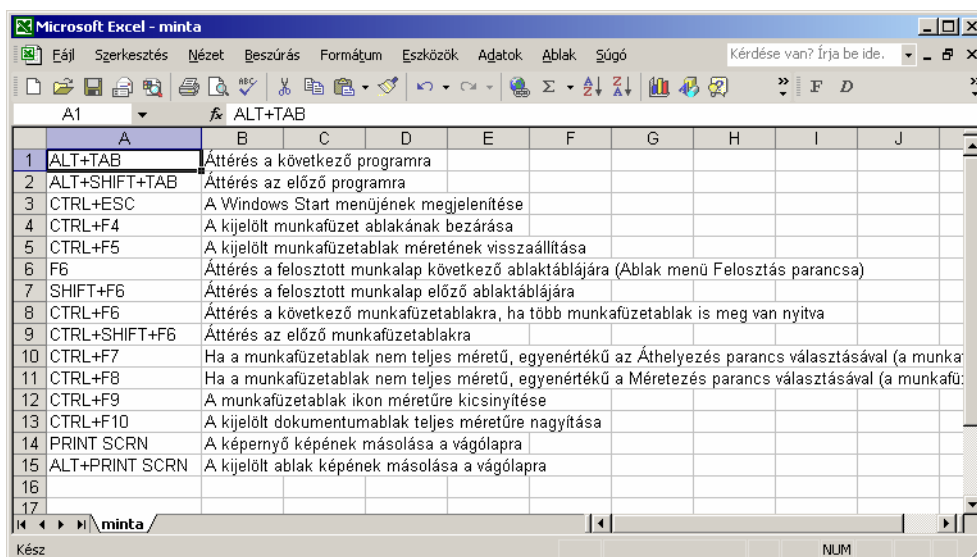 Microsoft Excel - minta
Fájl Szerkesztés Nézet Beszúrás Formátum Eszközök Adatok Ablak Súgó Kérdése van? Írja be ide.
ABC Σ A Z Z A F D
A1 fx ALT+TAB
A B C D E F G H I J
1 ALT+TAB Áttérés a következő programra
2 ALT+SHIFT+TAB Áttérés az előző programra
3 CTRL+ESC A Windows Start menüjének megjelenítése
4 CTRL+F4 A kijelölt munkafüzet ablakának bezárása
5 CTRL+F5 A kijelölt munkafüzetablak méretének visszaállítása
6 F6 Áttérés a felosztott munkalap következő ablaktáblájára (Ablak menü Felosztás parancsa)
7 SHIFT+F6 Áttérés a felosztott munkalap előző ablaktáblájára
8 CTRL+F6 Áttérés a következő munkafüzetablakra, ha több munkafüzetablak is meg van nyitva
9 CTRL+SHIFT+F6 Áttérés az előző munkafüzetablakra
10 CTRL+F7 Ha a munkafüzetablak nem teljes méretű, egyenértékű az Áthelyezés parancs választásával (a munka
11 CTRL+F8 Ha a munkafüzetablak nem teljes méretű, egyenértékű a Méretezés parancs választásával (a munkafü
12 CTRL+F9 A munkafüzetablak ikon méretűre kicsinyítése
13 CTRL+F10 A kijelölt dokumentumablak teljes méretűre nagyítása
14 PRINT SCRN A képernyő képének másolása a vágólapra
15 ALT+PRINT SCRN A kijelölt ablak képének másolása a vágólapra
16
17
minta
Kész NUM